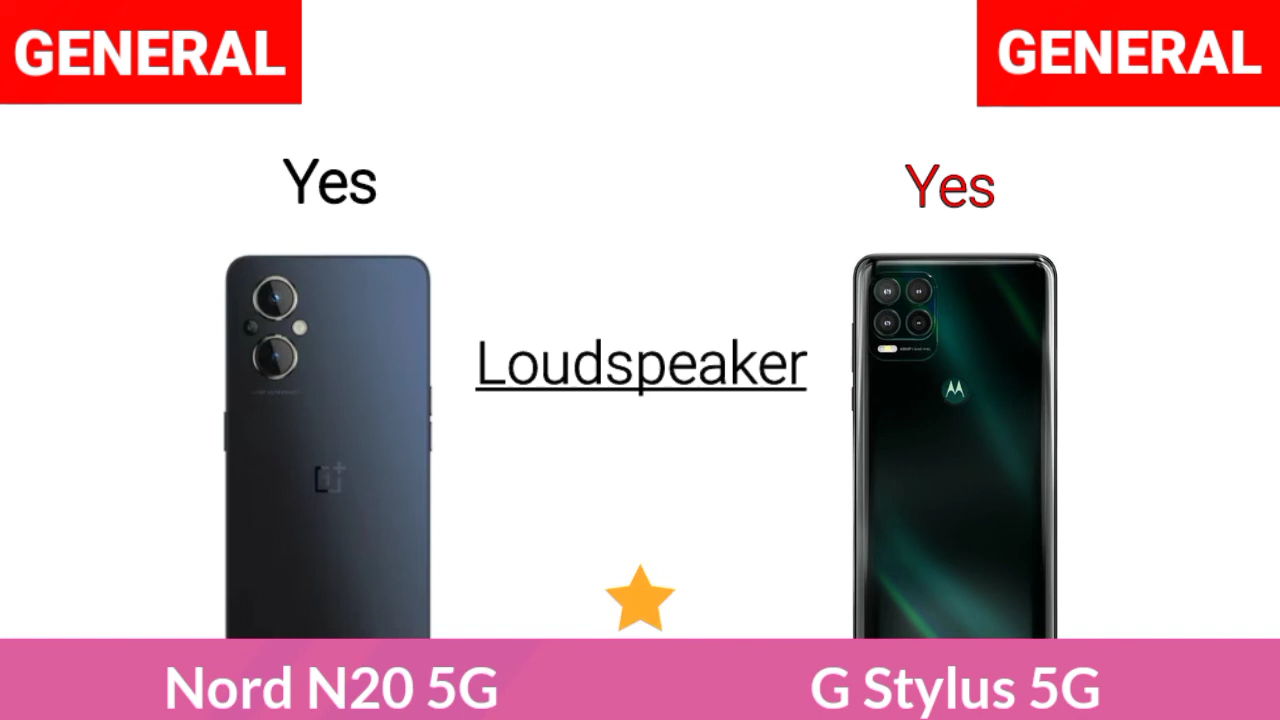 GENERAL
GENERAL
Yes
Yes
Loudspeaker
Nord N20 5G
G Stylus 5G